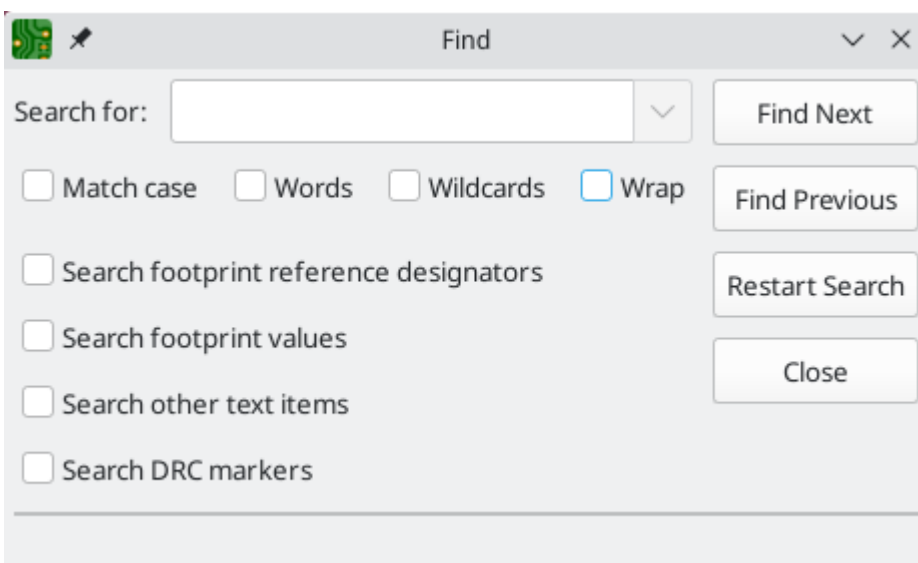 Find
Search for:
Find Next
Match case Words Wildcards Wrap
Find Previous
Search footprint reference designators
Restart Search
Search footprint values
Close
Search other text items
Search DRC markers